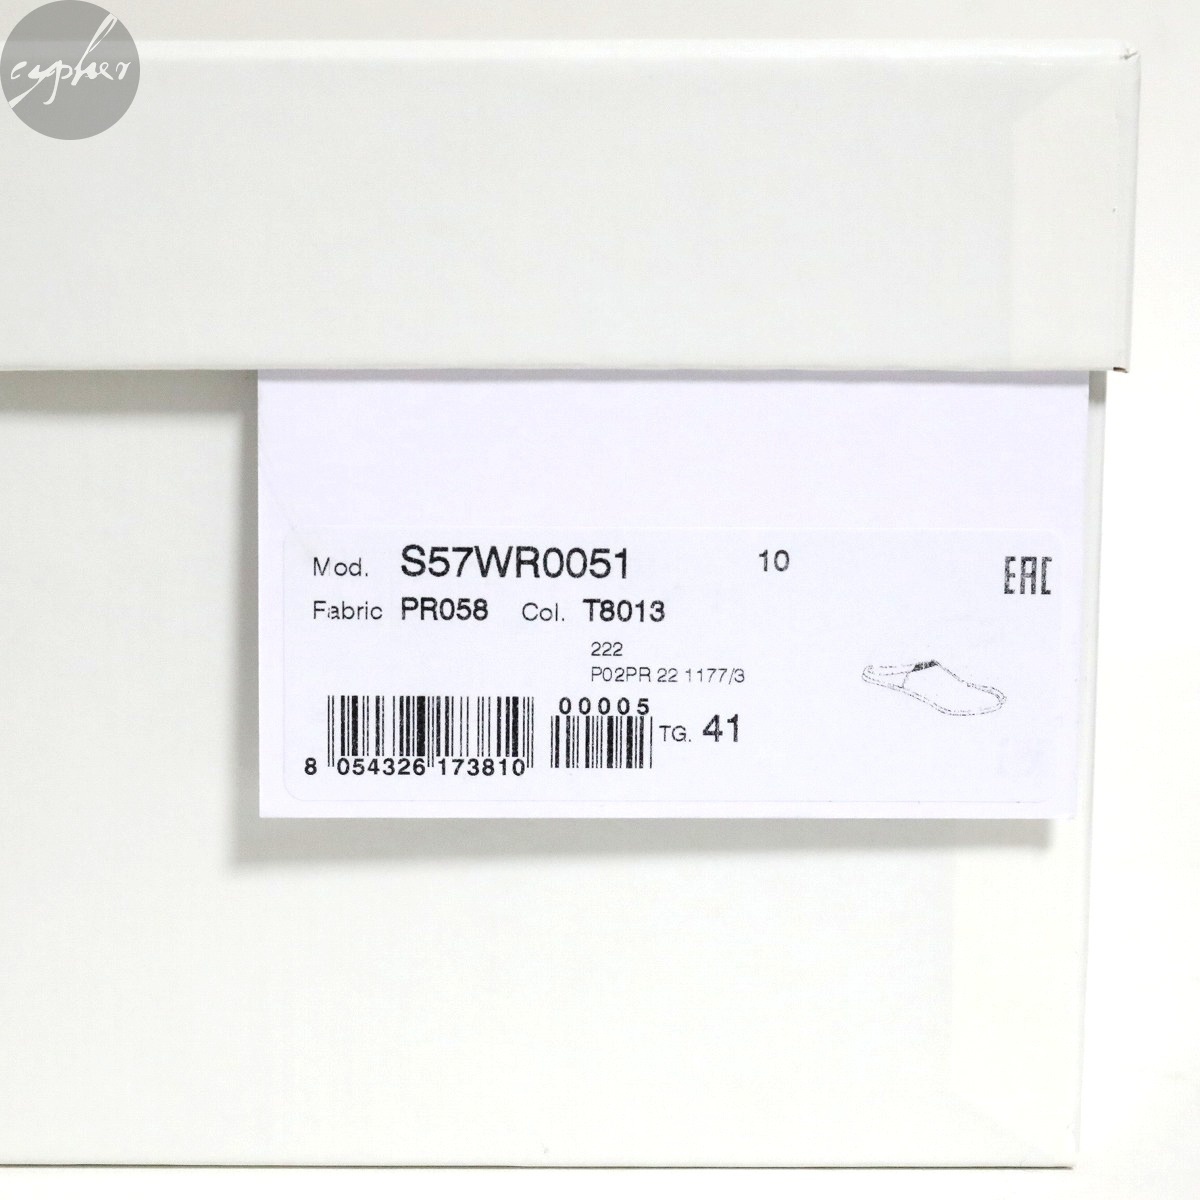 cypher
Mod. S57WR0051 10
EAC
Fabric PR058 Col. T8013
222
P02PR 22 1177/3
00005
TG. 41
8 054326 173810